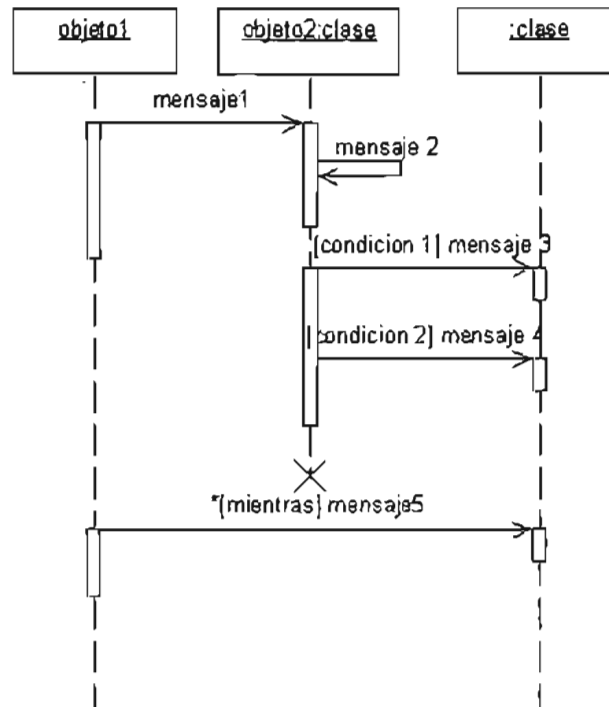 objeto1
objeto2:clase
:clase
mensaje1
mensaje 2
[condicion 1] mensaje 3
[condicion 2] mensaje 4
*[mientras] mensaje5